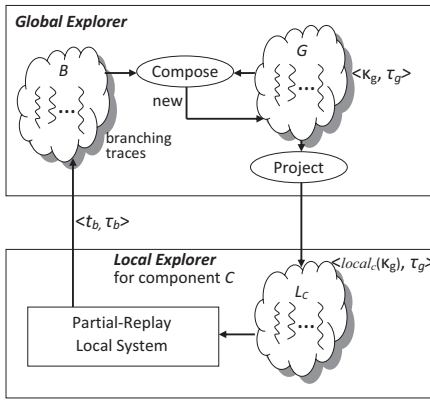 Global Explorer
B
Compose
G
<κg, τg>
new
...
...
branching
traces
Project
<tb, τb>
Local Explorer
for component C
<localc(κg), τg>
LC
Partial-Replay
Local System
...